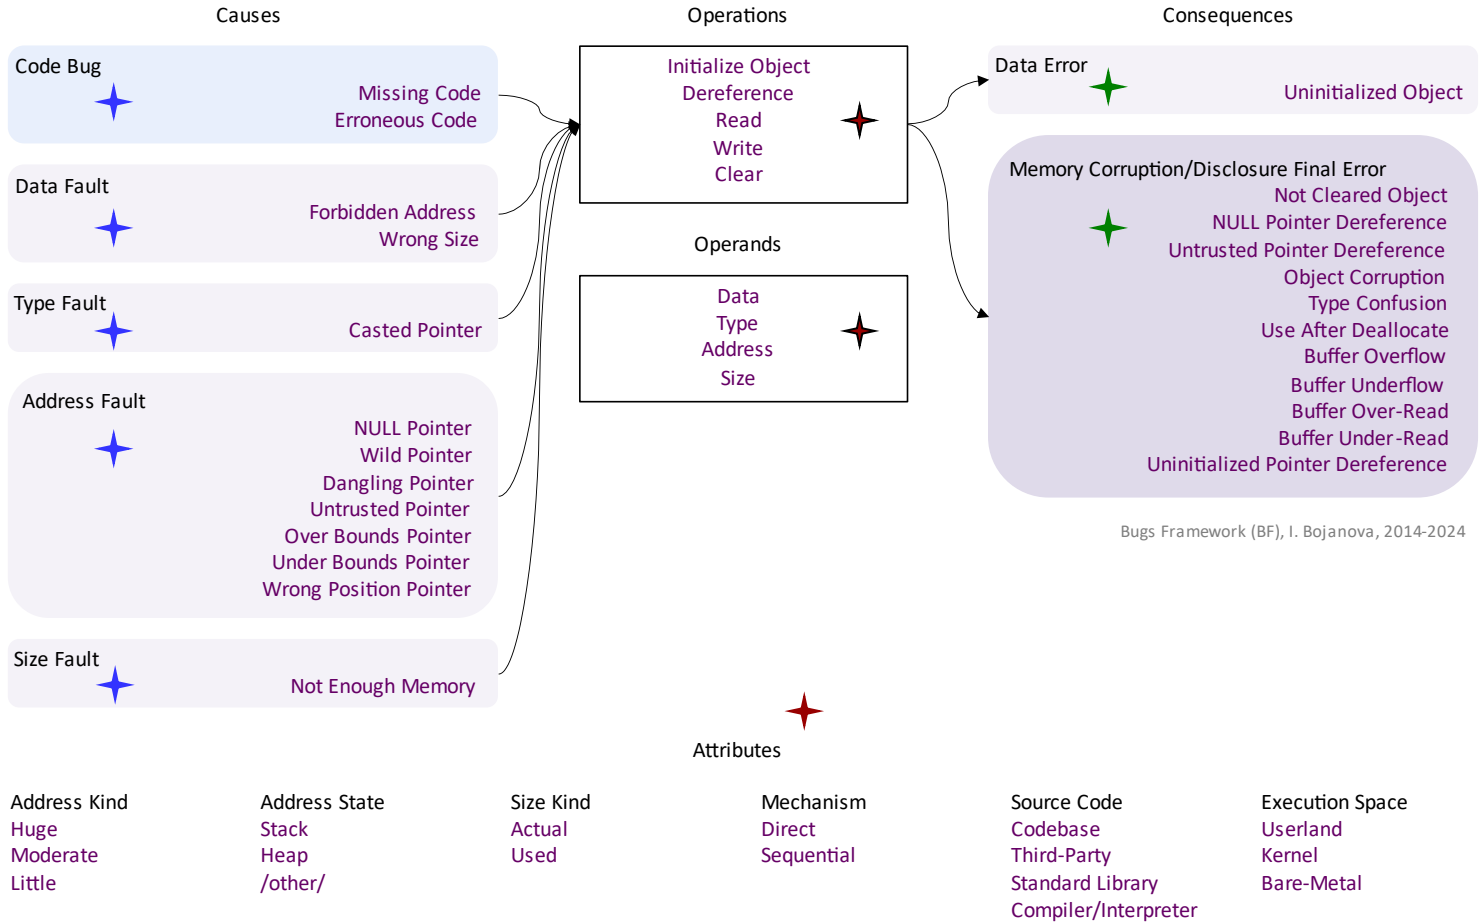 Causes
Operations
Consequences
Code Bug
Missing Code
Erroneous Code
Data Fault
Forbidden Address
Wrong Size
Type Fault
Casted Pointer
Address Fault
NULL Pointer
Wild Pointer
Dangling Pointer
Untrusted Pointer
Over Bounds Pointer
Under Bounds Pointer
Wrong Position Pointer
Size Fault
Not Enough Memory
Initialize Object
Dereference
Read
Write
Clear
Operands
Data
Type
Address
Size
Data Error
Uninitialized Object
Memory Corruption/Disclosure Final Error
Not Cleared Object
NULL Pointer Dereference
Untrusted Pointer Dereference
Object Corruption
Type Confusion
Use After Deallocate
Buffer Overflow
Buffer Underflow
Buffer Over-Read
Buffer Under-Read
Uninitialized Pointer Dereference
Bugs Framework (BF), I. Bojanova, 2014-2024
Attributes
Address Kind
Huge
Moderate
Little
Address State
Stack
Heap
/other/
Size Kind
Actual
Used
Mechanism
Direct
Sequential
Source Code
Codebase
Third-Party
Standard Library
Compiler/Interpreter
Execution Space
Userland
Kernel
Bare-Metal